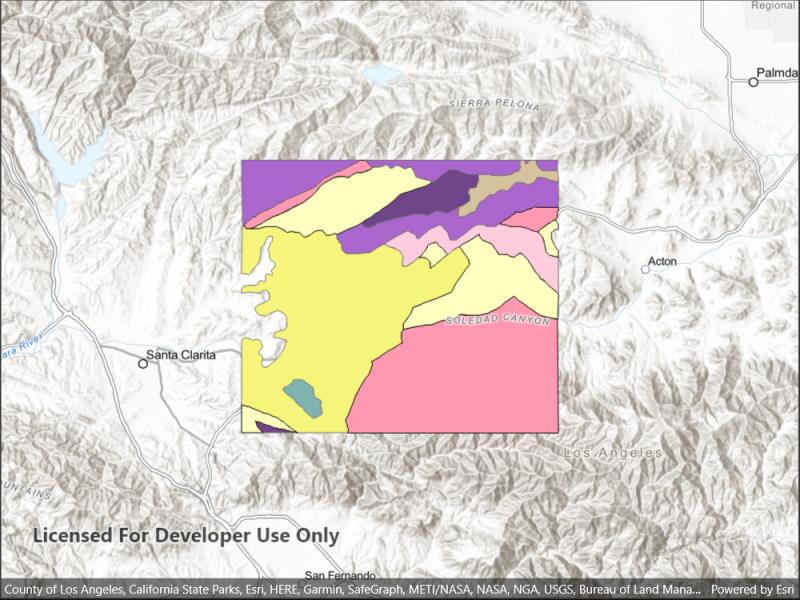 Regional
Palmda
SIERRA PELONA
Acton
SOLEDAD CANYON
ara River
Santa Clarita
Los Angeles
UNTAINS
Licensed For Developer Use Only
San Fernando
County of Los Angeles, California State Parks, Esri, HERE, Garmin, SafeGraph, METI/NASA, NASA, NGA, USGS, Bureau of Land Mana... Powered by Esri